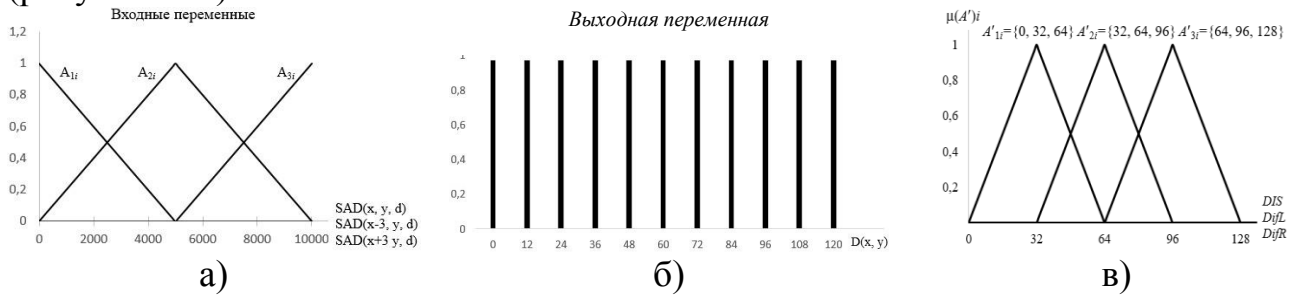 Входные переменные
1,2
1
0,8
0,6
0,4
0,2
0
A1i
A2i
A3i
0 2000 4000 6000 8000 10000
SAD(x, y, d)
SAD(x-3, y, d)
SAD(x+3 y, d)
а)
Выходная переменная
1
0,8
0,6
0,4
0,2
0
0 12 24 36 48 60 72 84 96 108 120
D(x, y)
б)
μ(A′)i
A′1i={0, 32, 64} A′2i={32, 64, 96} A′3i={64, 96, 128}
1
0,8
0,6
0,4
0,2
0 32 64 96 128
DIS
DifL
DifR
в)